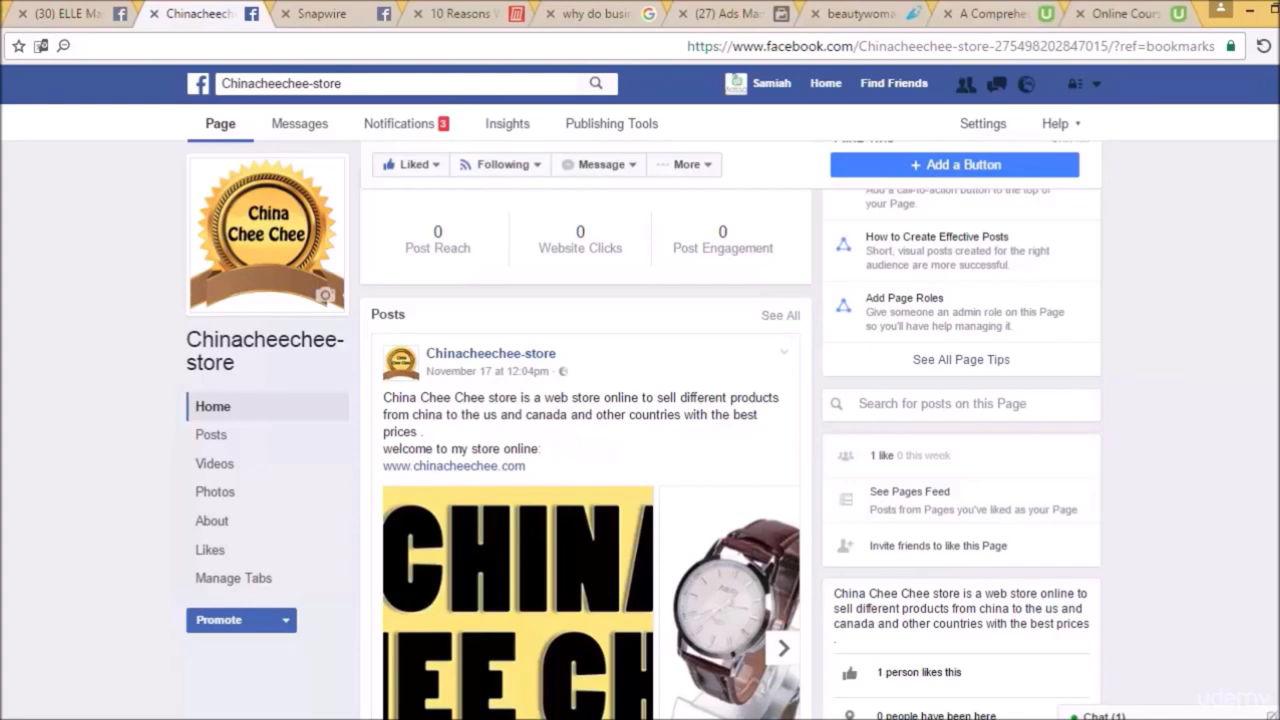 (30) ELLE Ma
Chinacheech
Snapwire
10 Reasons W
why do busin
(27) Ads Man
beautywoma
A Comprehe
Online Cours
https://www.facebook.com/Chinacheechee-store-275498202847015/?ref=bookmarks
Chinacheechee-store
Samiah
Home
Find Friends
Page
Messages
Notifications 3
Insights
Publishing Tools
Settings
Help
Liked
Following
Message
More
+ Add a Button
China
Chee Chee
Chinacheechee-
store
Home
Posts
Videos
Photos
About
Likes
Manage Tabs
Promote
0
Post Reach
0
Website Clicks
0
Post Engagement
Posts
See All
Chinacheechee-store
November 17 at 12:04pm ·
China Chee Chee store is a web store online to sell different products
from china to the us and canada and other countries with the best
prices .
welcome to my store online:
www.chinacheechee.com
CHINA
EE CH
Add a call-to-action button to the top of
your Page.
How to Create Effective Posts
Short, visual posts created for the right
audience are more successful.
Add Page Roles
Give someone an admin role on this Page
so you'll have help managing it.
See All Page Tips
Search for posts on this Page
1 like 0 this week
See Pages Feed
Posts from Pages you've liked as your Page
Invite friends to like this Page
China Chee Chee store is a web store online to
sell different products from china to the us and
canada and other countries with the best prices
.
1 person likes this
0 people have been here
Chat (1)
udemy